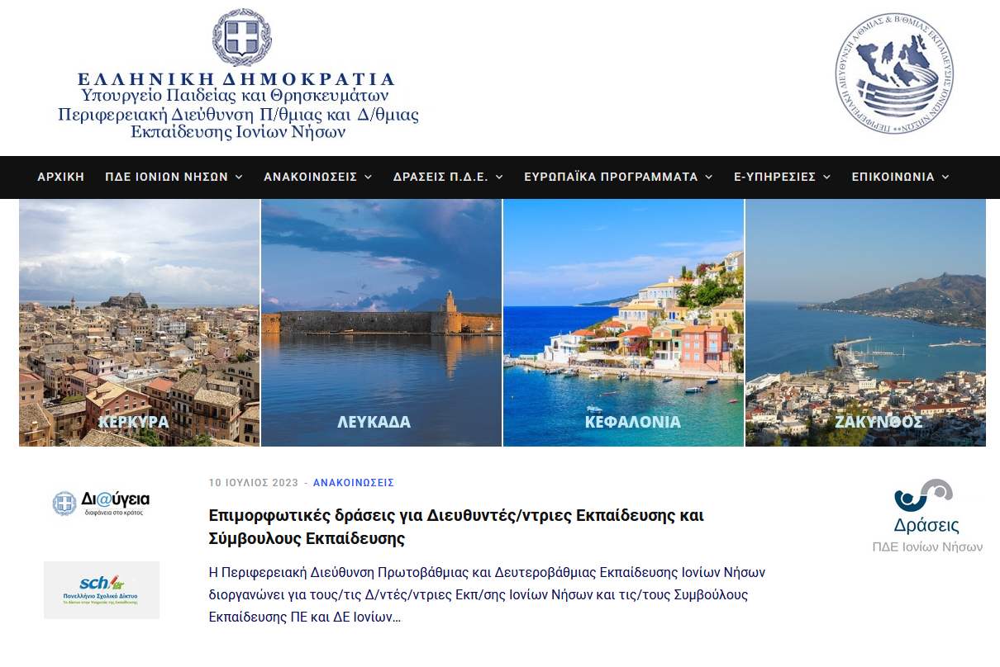 ΕΛΛΗΝΙΚΗ ΔΗΜΟΚΡΑΤΙΑ
Υπουργείο Παιδείας και Θρησκευμάτων
Περιφερειακή Διεύθυνση Π/θμιας και Δ/θμιας
Εκπαίδευσης Ιονίων Νήσων
ΠΕΡΙΦΕΡΕΙΑΚΗ ΔΙΕΥΘΥΝΣΗ Α/ΘΜΙΑΣ & Β/ΘΜΙΑΣ ΕΚΠΑΙΔΕΥΣΗΣ ΙΟΝΙΩΝ ΝΗΣΩΝ**
ΑΡΧΙΚΗ ΠΔΕ ΙΟΝΙΩΝ ΝΗΣΩΝ ΑΝΑΚΟΙΝΩΣΕΙΣ ΔΡΑΣΕΙΣ Π.Δ.Ε. ΕΥΡΩΠΑΪΚΑ ΠΡΟΓΡΑΜΜΑΤΑ Ε-ΥΠΗΡΕΣΙΕΣ ΕΠΙΚΟΙΝΩΝΙΑ
ΚΕΡΚΥΡΑ ΛΕΥΚΑΔΑ ΚΕΦΑΛΟΝΙΑ ΖΑΚΥΝΘΟΣ
Δι@ύγεια
διαφάνεια στο κράτος
sch.gr
Πανελλήνιο Σχολικό Δίκτυο
Το Δίκτυο στην Υπηρεσία της Εκπαίδευσης
10 ΙΟΥΛΙΟΣ 2023 - ΑΝΑΚΟΙΝΩΣΕΙΣ
Επιμορφωτικές δράσεις για Διευθυντές/ντριες Εκπαίδευσης και
Σύμβουλους Εκπαίδευσης
Η Περιφερειακή Διεύθυνση Πρωτοβάθμιας και Δευτεροβάθμιας Εκπαίδευσης Ιονίων Νήσων
διοργανώνει για τους/τις Δ/ντές/ντριες Εκπ/σης Ιονίων Νήσων και τις/τους Συμβούλους
Εκπαίδευσης ΠΕ και ΔΕ Ιονίων…
Δράσεις
ΠΔΕ Ιονίων Νήσων